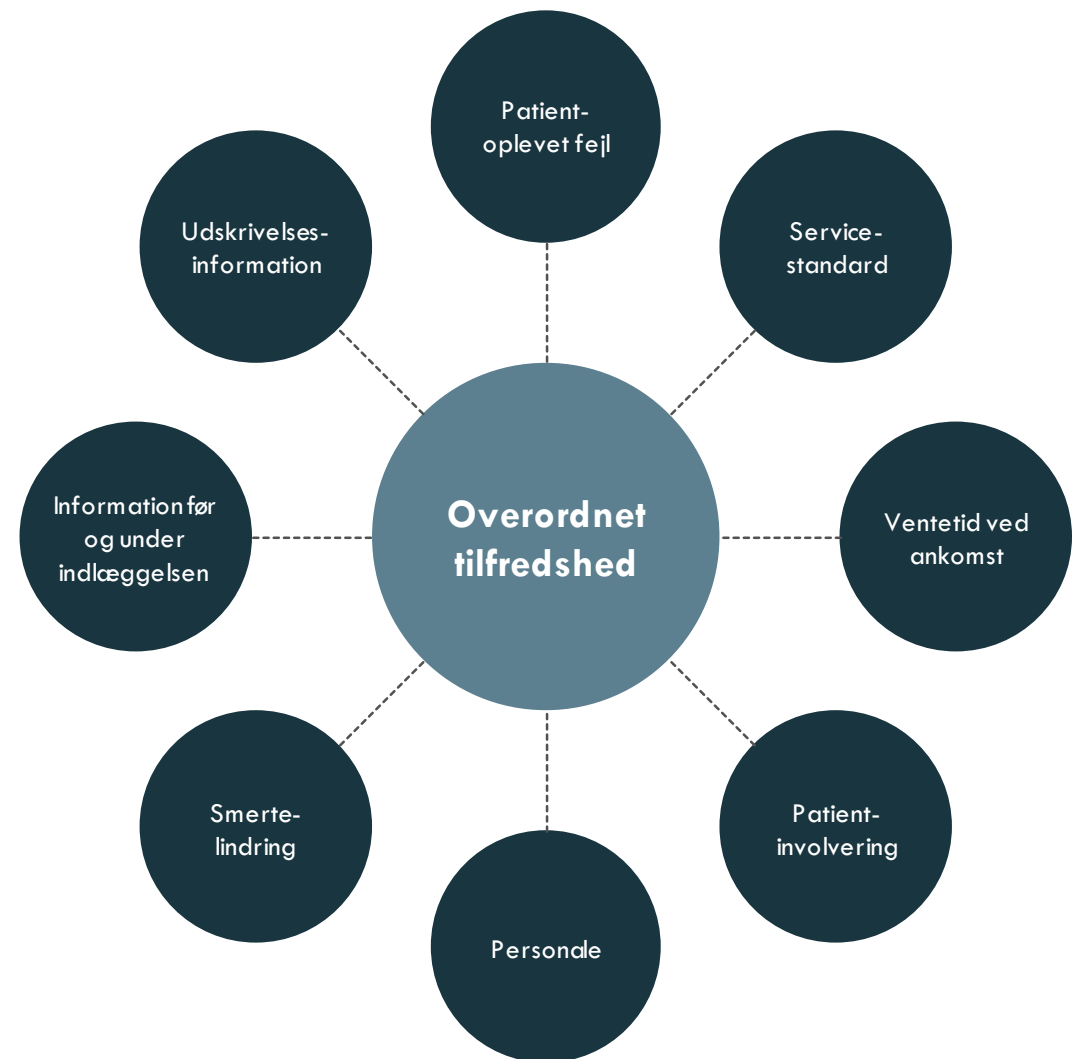 Patient-
oplevet fejl
Udskrivelses-
information
Service-
standard
Information før
og under
indlæggelsen
Overordnet
tilfredshed
Ventetid ved
ankomst
Smerte-
lindring
Patient-
involvering
Personale